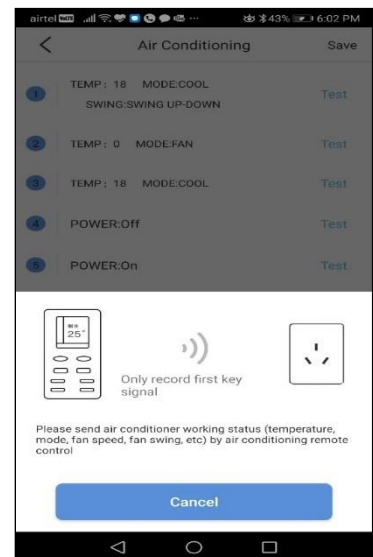 airtel 43% 6:02 PM
Air Conditioning Save
1 TEMP: 18 MODE:COOL
SWING:SWING UP-DOWN Test
2 TEMP: 0 MODE:FAN Test
3 TEMP: 18 MODE:COOL Test
4 POWER:Off Test
5 POWER:On Test
25°
Only record first key
signal
Please send air conditioner working status (temperature,
mode, fan speed, fan swing, etc) by air conditioning remote
control
Cancel